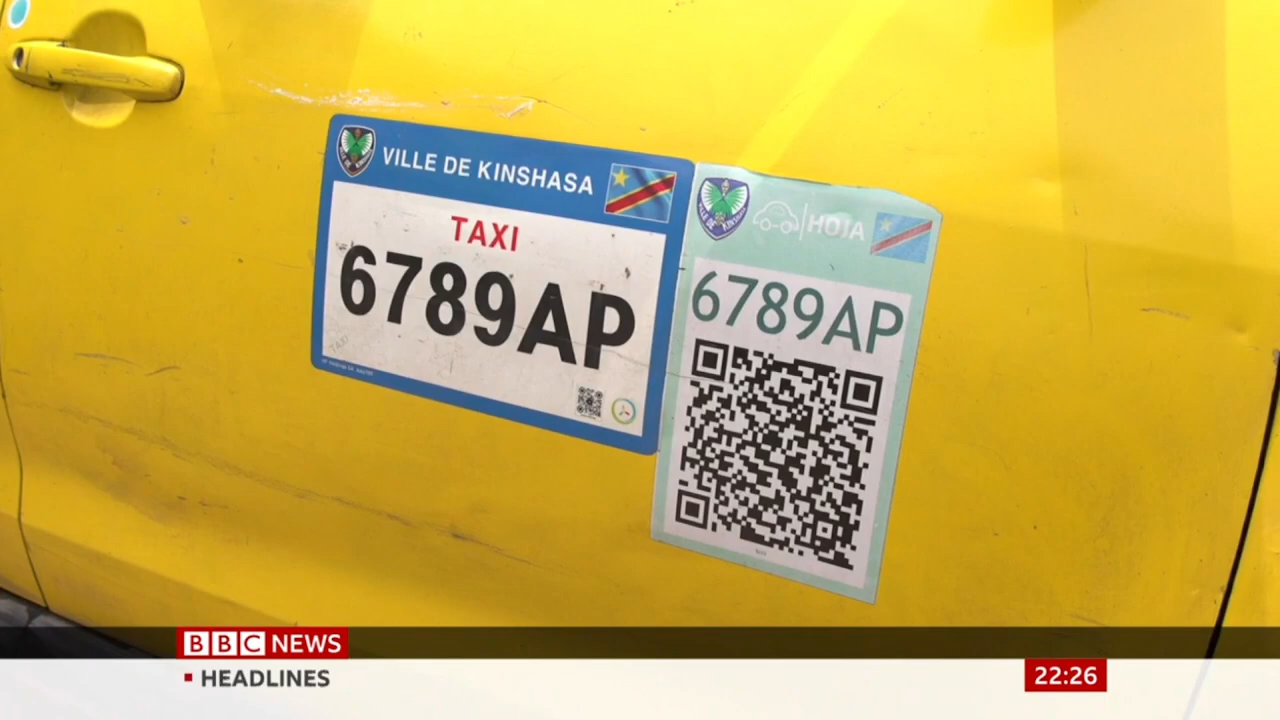 VILLE DE KINSHASA
TAXI
6789AP
HOJA
6789AP
BBC NEWS
HEADLINES
22:26